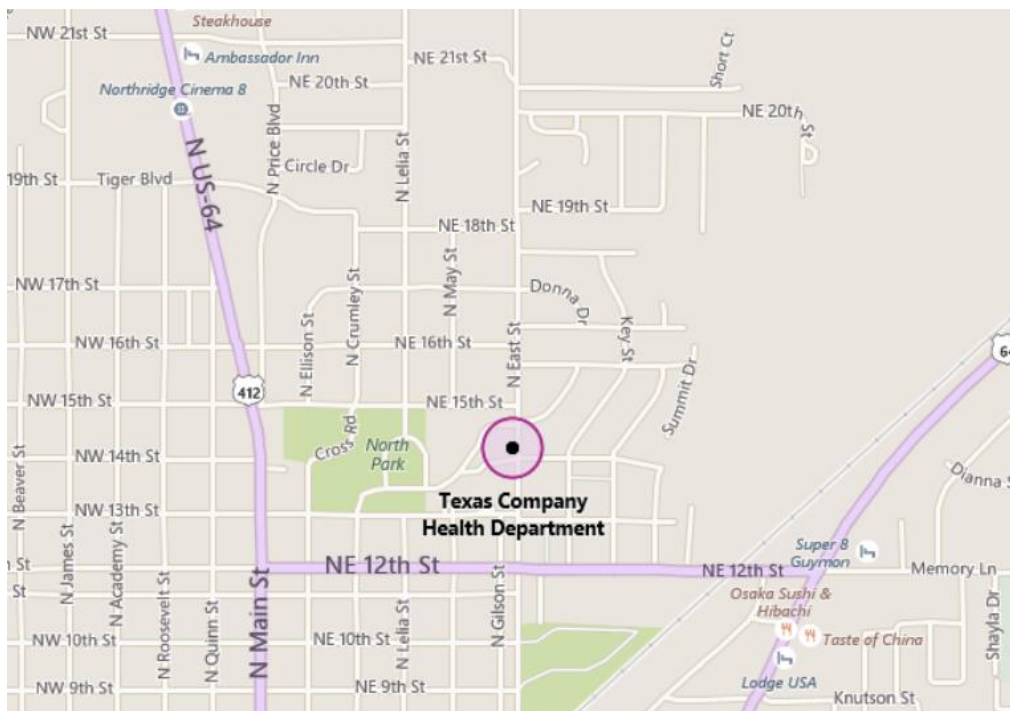 Steakhouse
NW 21st St
Ambassador Inn
NE 21st St
Short Ct
NE 20th St
Northridge Cinema 8
N Price Blvd
NE 20th St
N US-64
N Lelia St
Circle Dr
19th St
Tiger Blvd
NE 19th St
NE 18th St
NW 17th St
N Crumley St
N May St
Donna Dr
N Ellison St
Key St
N East St
NW 16th St
NE 16th St
64
412
Summit Dr
NW 15th St
NE 15th St
Cross Rd
North
Park
NW 14th St
N Beaver St
Dianna S
Texas Company
Health Department
NW 13th St
NE 12th St
Super 8
Guymon
NE 12th St
Memory Ln
N James St
N Academy St
N Roosevelt St
N Quinn St
N Main St
N Lelia St
N Gilson St
Osaka Sushi &
Hibachi
Taste of China
Shayla Dr
NW 10th St
NE 10th St
Lodge USA
NW 9th St
NE 9th St
Knutson St